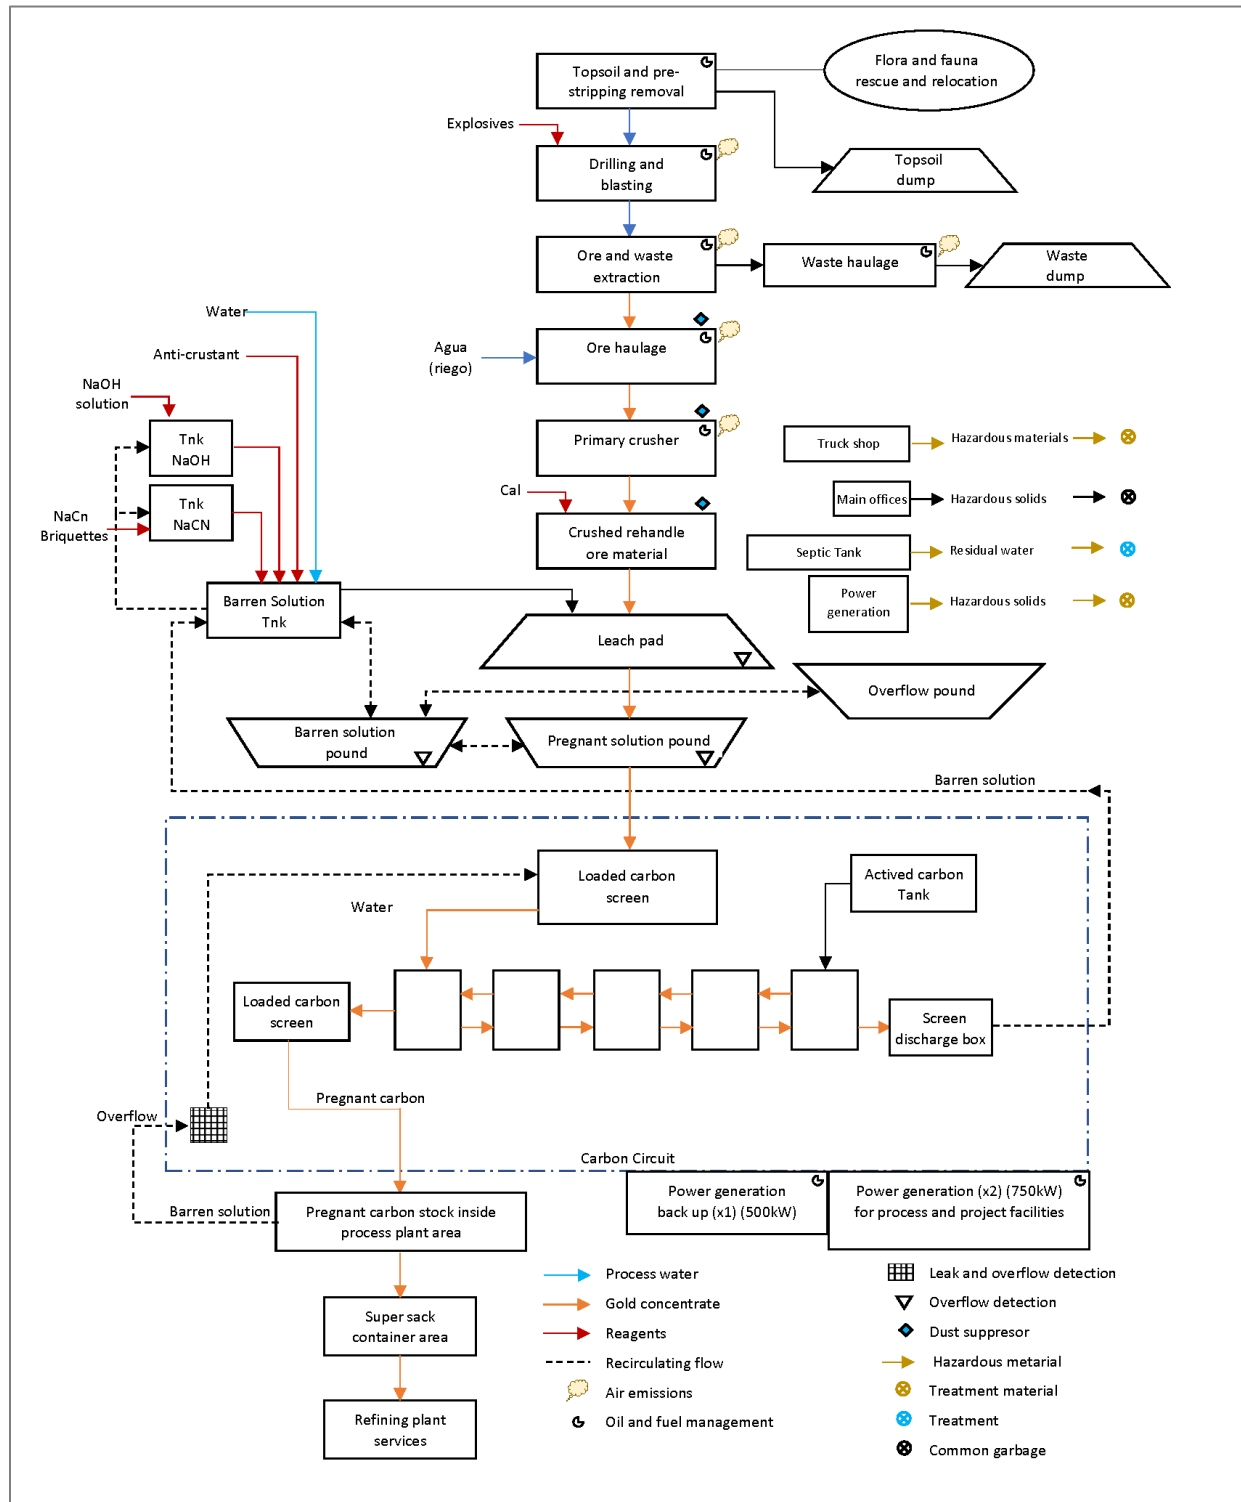 Topsoil and pre-
stripping removal
Flora and fauna
rescue and relocation
Explosives
Drilling and
blasting
Topsoil
dump
Ore and waste
extraction
Waste haulage
Waste
dump
Water
Agua
(riego)
Ore haulage
Anti-crustant
NaOH
solution
Tnk
NaOH
Primary crusher
Truck shop
Hazardous materials
NaCn
Briquettes
Tnk
NaCN
Cal
Crushed rehandle
ore material
Main offices
Hazardous solids
Septic Tank
Residual water
Power
generation
Hazardous solids
Barren Solution
Tnk
Leach pad
Overflow pound
Barren solution
pound
Pregnant solution pound
Barren solution
Loaded carbon
screen
Actived carbon
Tank
Water
Loaded carbon
screen
Screen
discharge box
Pregnant carbon
Overflow
Carbon Circuit
Barren solution
Pregnant carbon stock inside
process plant area
Power generation
back up (x1) (500kW)
Power generation (x2) (750kW)
for process and project facilities
Super sack
container area
Refining plant
services
Process water
Gold concentrate
Reagents
Recirculating flow
Air emissions
Oil and fuel management
Leak and overflow detection
Overflow detection
Dust suppresor
Hazardous metarial
Treatment material
Treatment
Common garbage